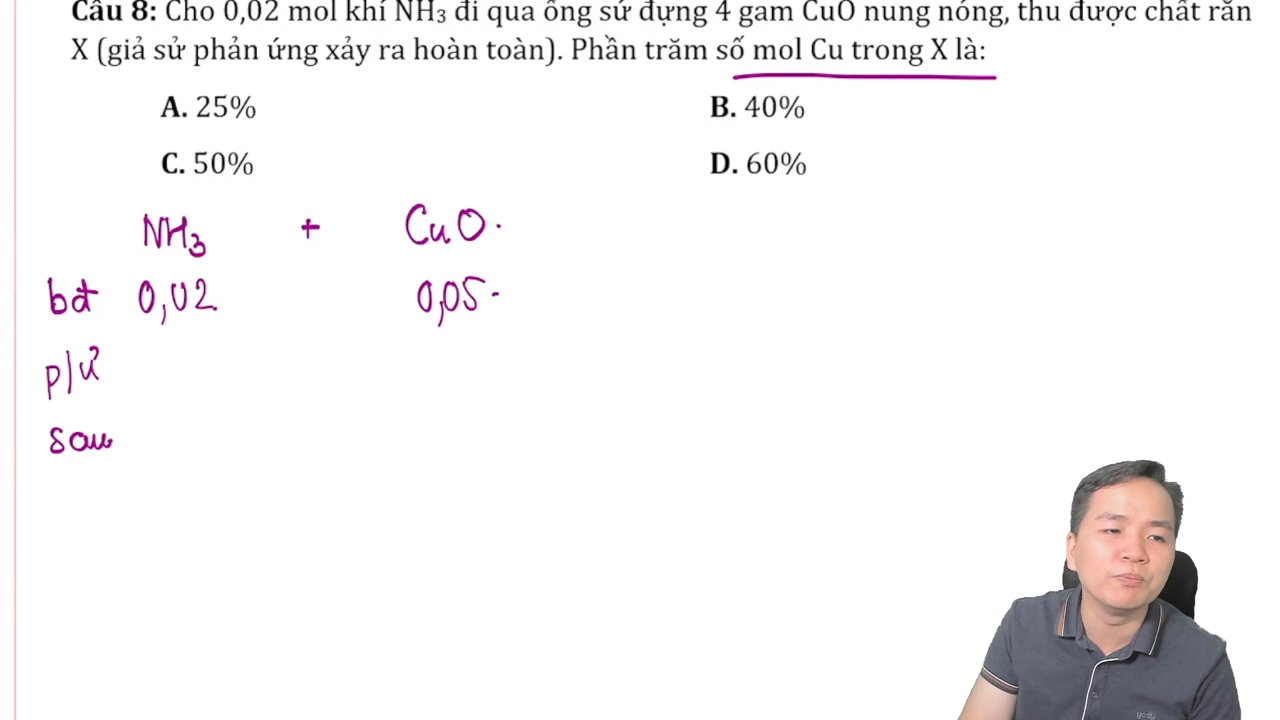 Câu 8: Cho 0,02 mol khí NH₃ đi qua ống sứ đựng 4 gam CuO nung nóng, thu được chất rắn
X (giả sử phản ứng xảy ra hoàn toàn). Phần trăm số mol Cu trong X là:
A. 25%
B. 40%
C. 50%
D. 60%
NH₃ + CuO
bđ 0,02 0,05
p/ứ
sau
gody